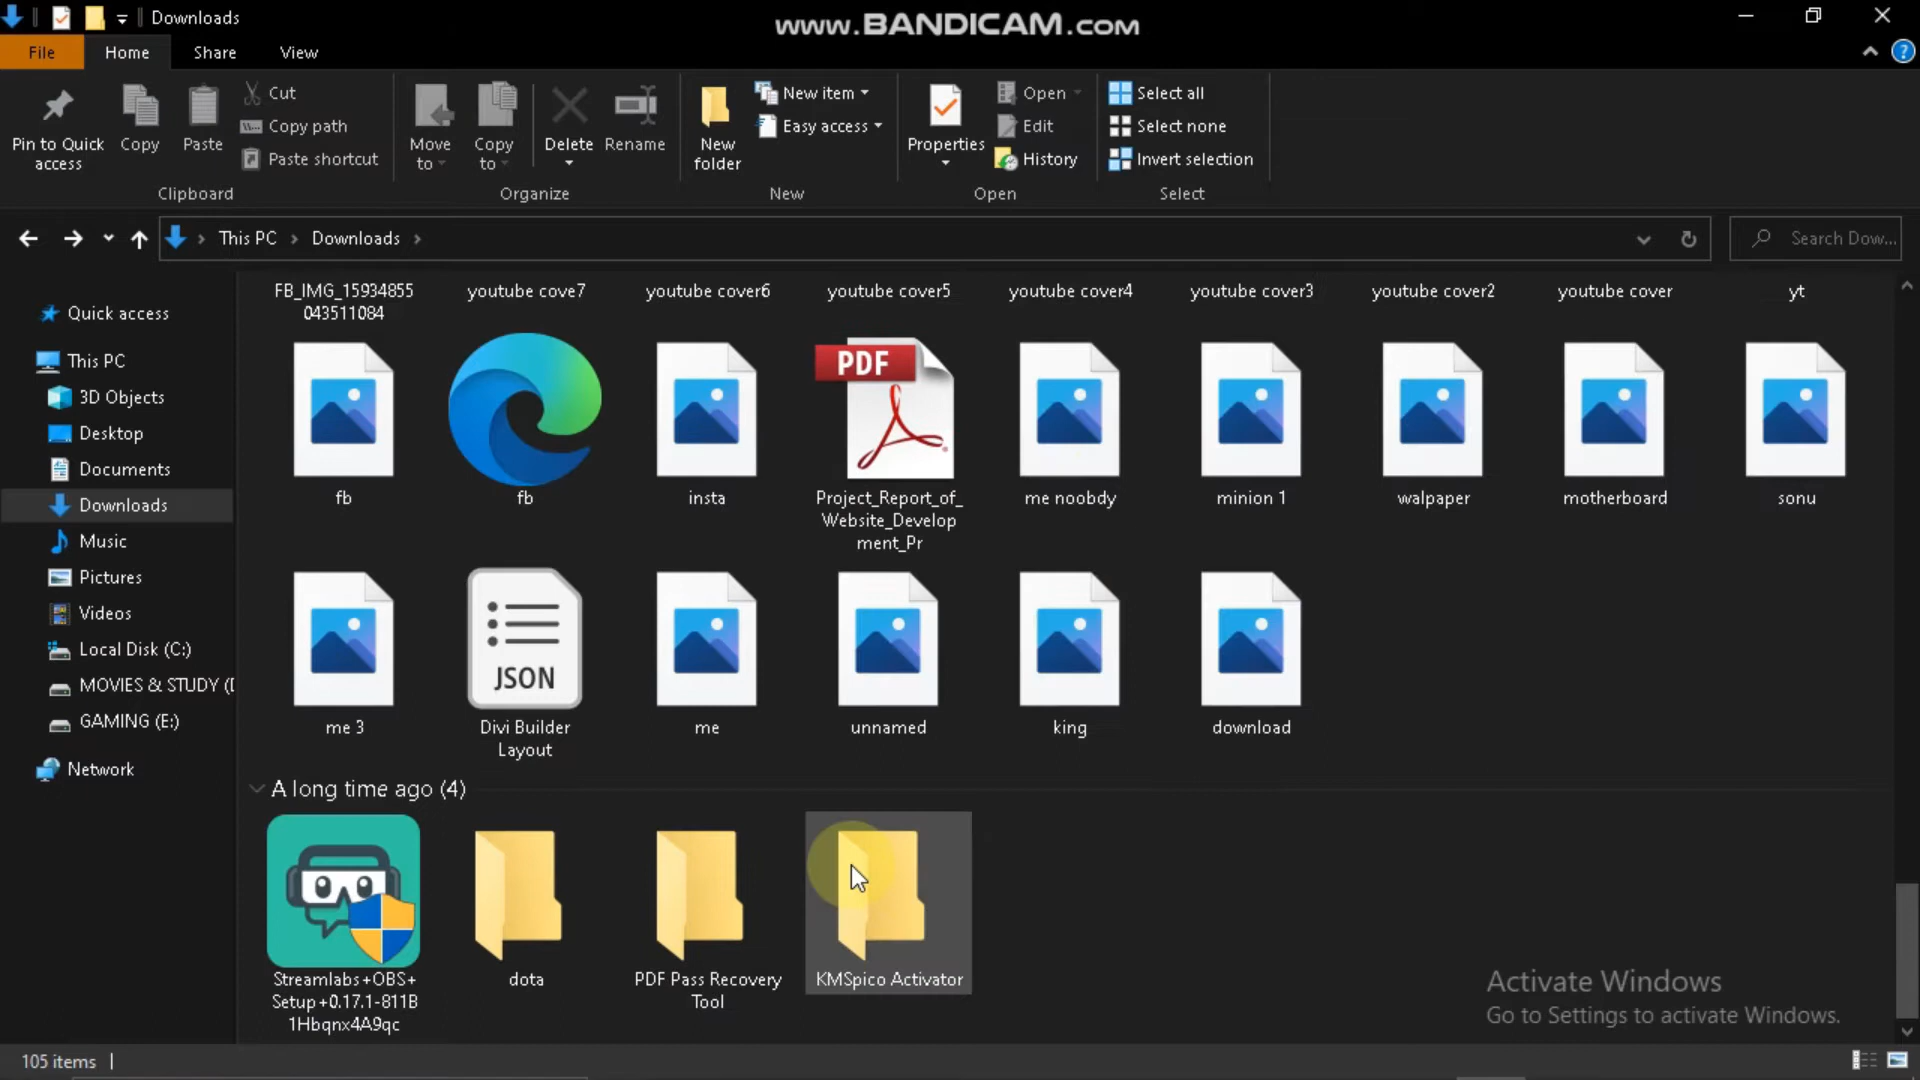 Downloads
www.BANDICAM.com
File
Home
Share
View
Pin to Quick
access
Copy
Paste
Cut
Copy path
Paste shortcut
Clipboard
Move
to
Copy
to
Delete
Rename
Organize
New
folder
New item
Easy access
New
Properties
Open
Edit
History
Open
Select all
Select none
Invert selection
Select
This PC
Downloads
Search Dow...
Quick access
This PC
3D Objects
Desktop
Documents
Downloads
Music
Pictures
Videos
Local Disk (C:)
MOVIES & STUDY (D
GAMING (E:)
Network
FB_IMG_15934855
043511084
youtube cove7
youtube cover6
youtube cover5
youtube cover4
youtube cover3
youtube cover2
youtube cover
yt
fb
fb
insta
PDF
Project_Report_of_
Website_Develop
ment_Pr
me noobdy
minion 1
walpaper
motherboard
sonu
me 3
JSON
Divi Builder
Layout
me
unnamed
king
download
A long time ago (4)
Streamlabs+OBS+
Setup+0.17.1-811B
1Hbqnx4A9qc
dota
PDF Pass Recovery
Tool
KMSpico Activator
Activate Windows
Go to Settings to activate Windows.
105 items